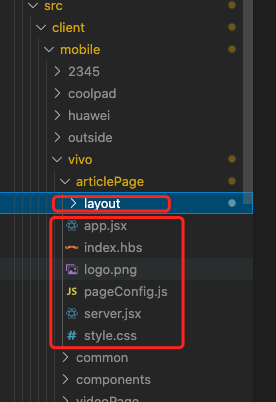 src
client
mobile
2345
coolpad
huawei
outside
vivo
articlePage
layout
app.jsx
index.hbs
logo.png
JS pageConfig.js
server.jsx
style.css
common
components
videoPage